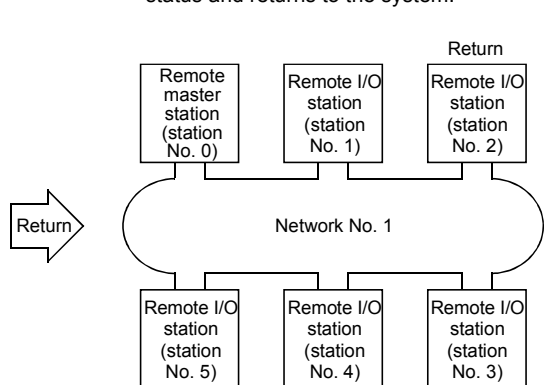 status and returns to the system.
Return
Remote
master
station
(station
No. 0)
Remote I/O
station
(station
No. 1)
Remote I/O
station
(station
No. 2)
Return
Network No. 1
Remote I/O
station
(station
No. 5)
Remote I/O
station
(station
No. 4)
Remote I/O
station
(station
No. 3)